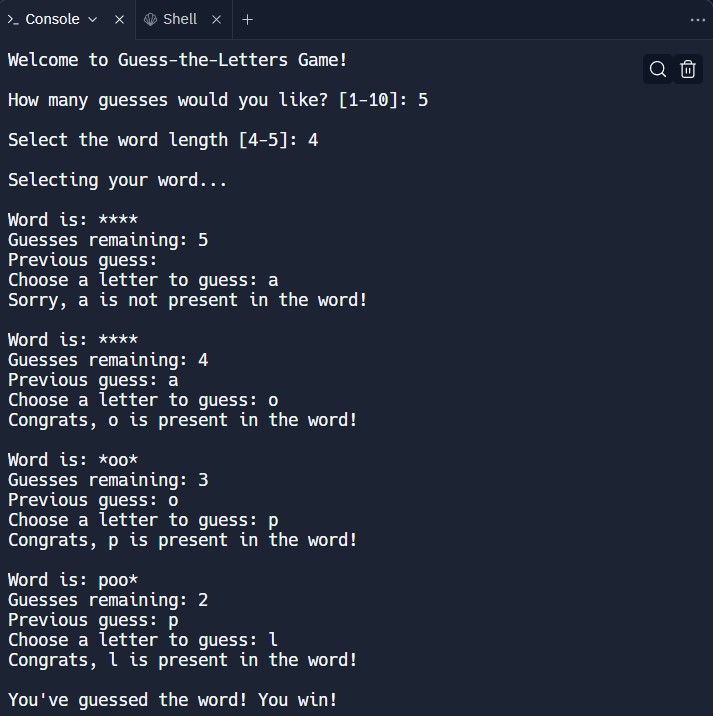 Console
Shell
Welcome to Guess-the-Letters Game!
How many guesses would you like? [1-10]: 5
Select the word length [4-5]: 4
Selecting your word...
Word is: ****
Guesses remaining: 5
Previous guess:
Choose a letter to guess: a
Sorry, a is not present in the word!
Word is: ****
Guesses remaining: 4
Previous guess: a
Choose a letter to guess: o
Congrats, o is present in the word!
Word is: *oo*
Guesses remaining: 3
Previous guess: o
Choose a letter to guess: p
Congrats, p is present in the word!
Word is: poo*
Guesses remaining: 2
Previous guess: p
Choose a letter to guess: l
Congrats, l is present in the word!
You've guessed the word! You win!